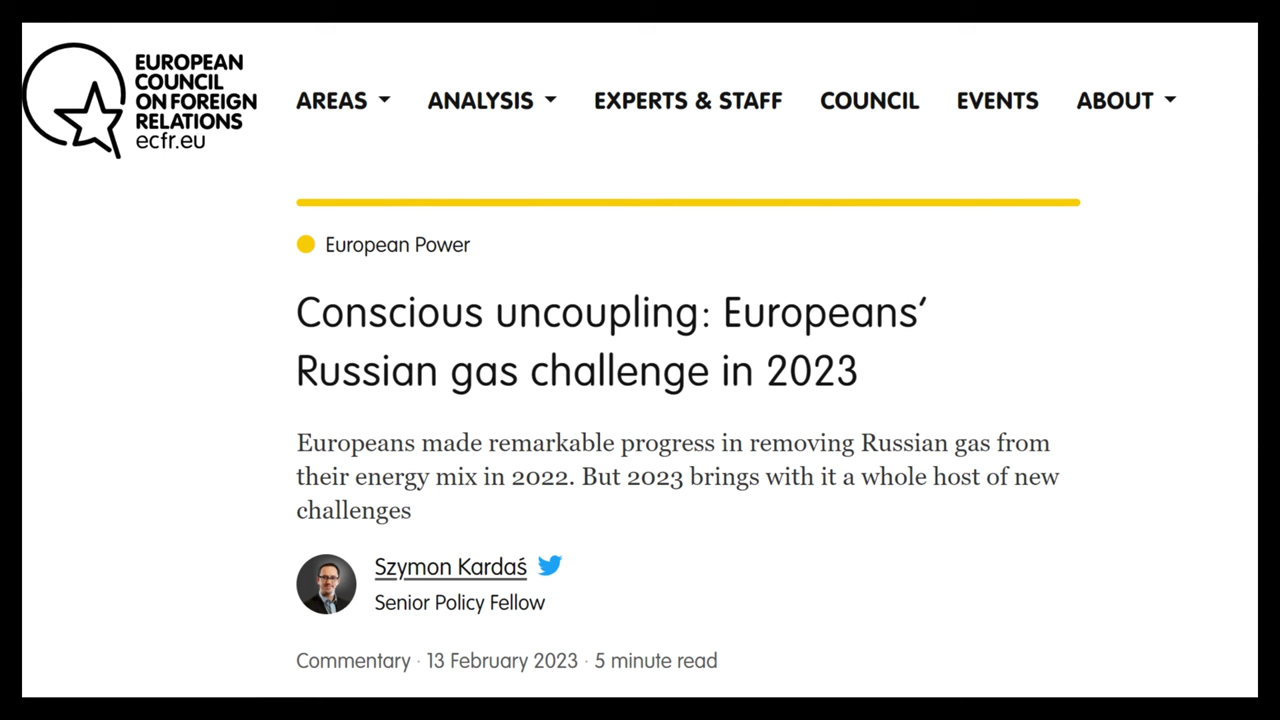 EUROPEAN
COUNCIL
ON FOREIGN
RELATIONS
ecfr.eu
AREAS ANALYSIS EXPERTS & STAFF COUNCIL EVENTS ABOUT
European Power
Conscious uncoupling: Europeans‘
Russian gas challenge in 2023
Europeans made remarkable progress in removing Russian gas from
their energy mix in 2022. But 2023 brings with it a whole host of new
challenges
Szymon Kardaś
Senior Policy Fellow
Commentary · 13 February 2023 · 5 minute read